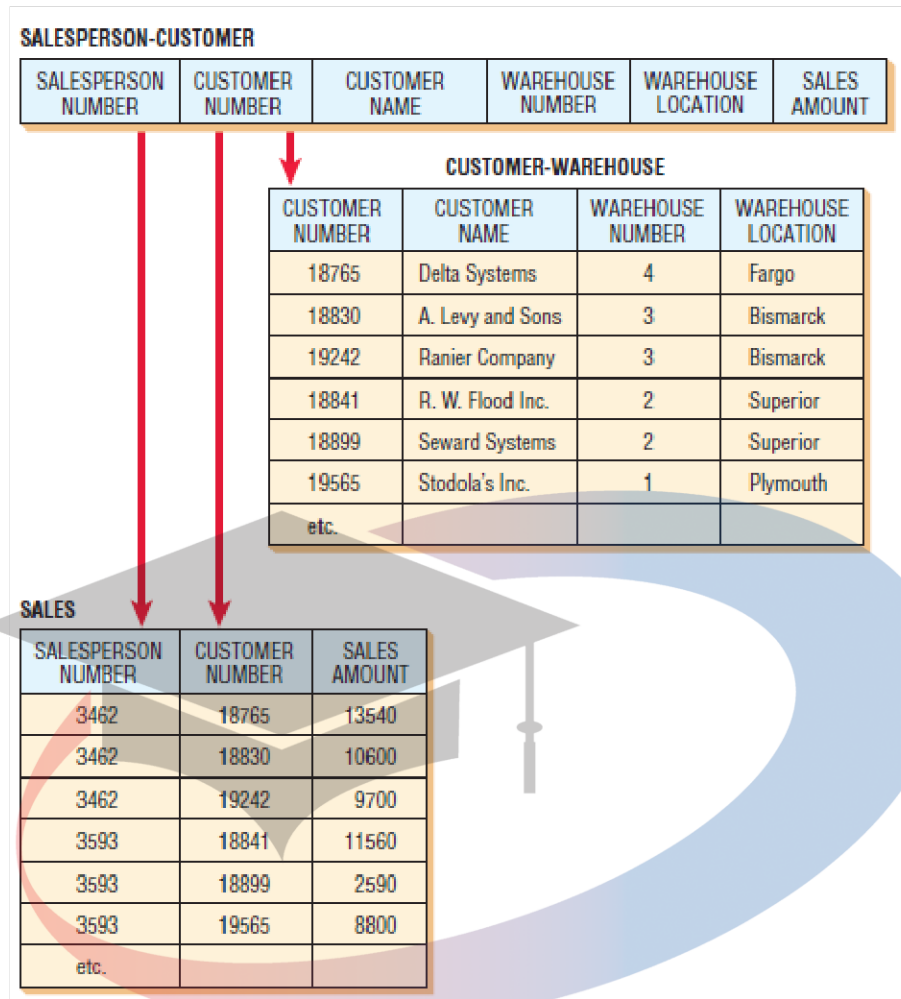 SALESPERSON-CUSTOMER
SALESPERSON NUMBER CUSTOMER NUMBER CUSTOMER NAME WAREHOUSE NUMBER WAREHOUSE LOCATION SALES AMOUNT
CUSTOMER-WAREHOUSE
CUSTOMER NUMBER CUSTOMER NAME WAREHOUSE NUMBER WAREHOUSE LOCATION
18765 Delta Systems 4 Fargo
18830 A. Levy and Sons 3 Bismarck
19242 Ranier Company 3 Bismarck
18841 R. W. Flood Inc. 2 Superior
18899 Seward Systems 2 Superior
19565 Stodola's Inc. 1 Plymouth
etc.
SALES
SALESPERSON NUMBER CUSTOMER NUMBER SALES AMOUNT
3462 18765 13540
3462 18830 10600
3462 19242 9700
3593 18841 11560
3593 18899 2590
3593 19565 8800
etc.